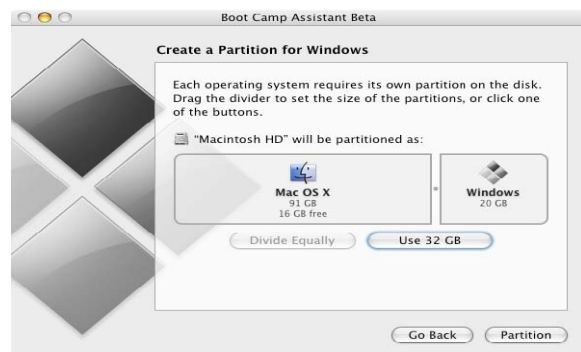 Boot Camp Assistant Beta
Create a Partition for Windows
Each operating system requires its own partition on the disk.
Drag the divider to set the size of the partitions, or click one
of the buttons.
"Macintosh HD" will be partitioned as:
Mac OS X
91 GB
16 GB free
Windows
20 GB
Divide Equally
Use 32 GB
Go Back
Partition